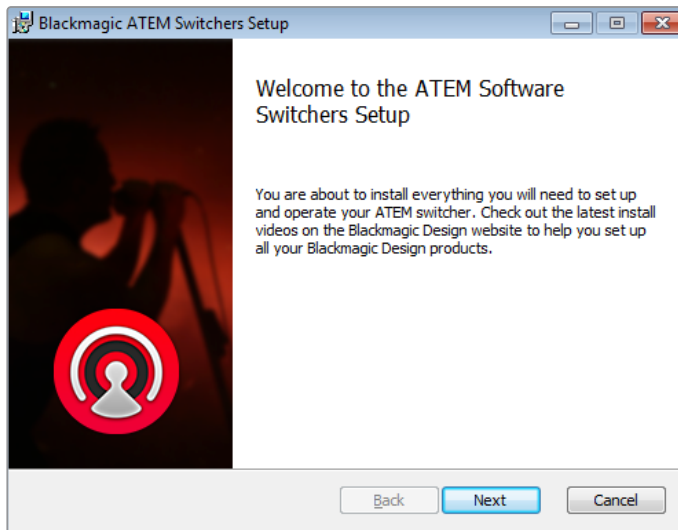 Blackmagic ATEM Switchers Setup
Welcome to the ATEM Software
Switchers Setup
You are about to install everything you will need to set up
and operate your ATEM switcher. Check out the latest install
videos on the Blackmagic Design website to help you set up
all your Blackmagic Design products.
Back Next Cancel